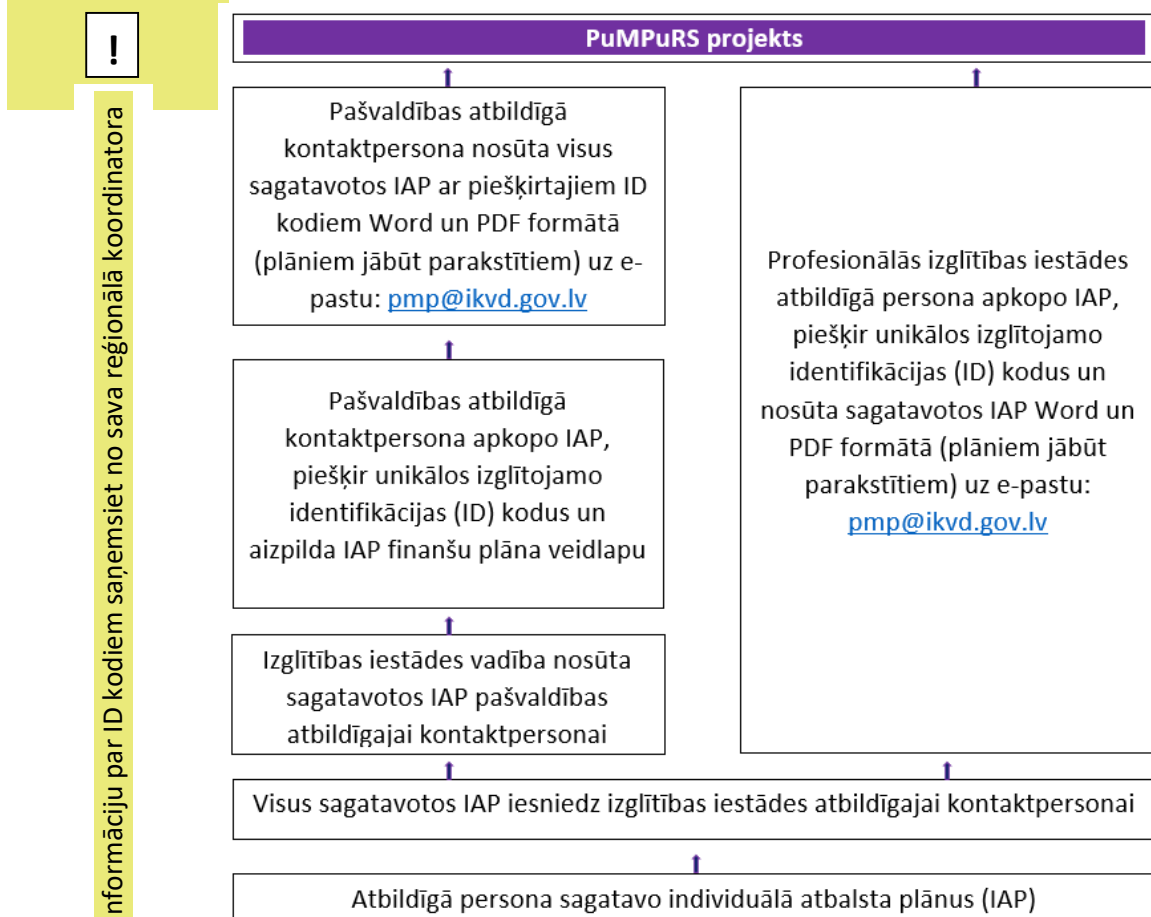 !
nformāciju par ID kodiem saņemsiet no sava reģionālā koordinatora
PuMPuRS projekts
Pašvaldības atbildīgā
kontaktpersona nosūta visus
sagatavotos IAP ar piešķirtajiem ID
kodiem Word un PDF formātā
(plāniem jābūt parakstītiem) uz e-
pastu: pmp@ikvd.gov.lv
Profesionālās izglītības iestādes
atbildīgā persona apkopo IAP,
piešķir unikālos izglītojamo
identifikācijas (ID) kodus un
nosūta sagatavotos IAP Word un
PDF formātā (plāniem jābūt
parakstītiem) uz e-pastu:
pmp@ikvd.gov.lv
Pašvaldības atbildīgā
kontaktpersona apkopo IAP,
piešķir unikālos izglītojamo
identifikācijas (ID) kodus un
aizpilda IAP finanšu plāna veidlapu
Izglītības iestādes vadība nosūta
sagatavotos IAP pašvaldības
atbildīgajai kontaktpersonai
Visus sagatavotos IAP iesniedz izglītības iestādes atbildīgajai kontaktpersonai
Atbildīgā persona sagatavo individuālā atbalsta plānus (IAP)